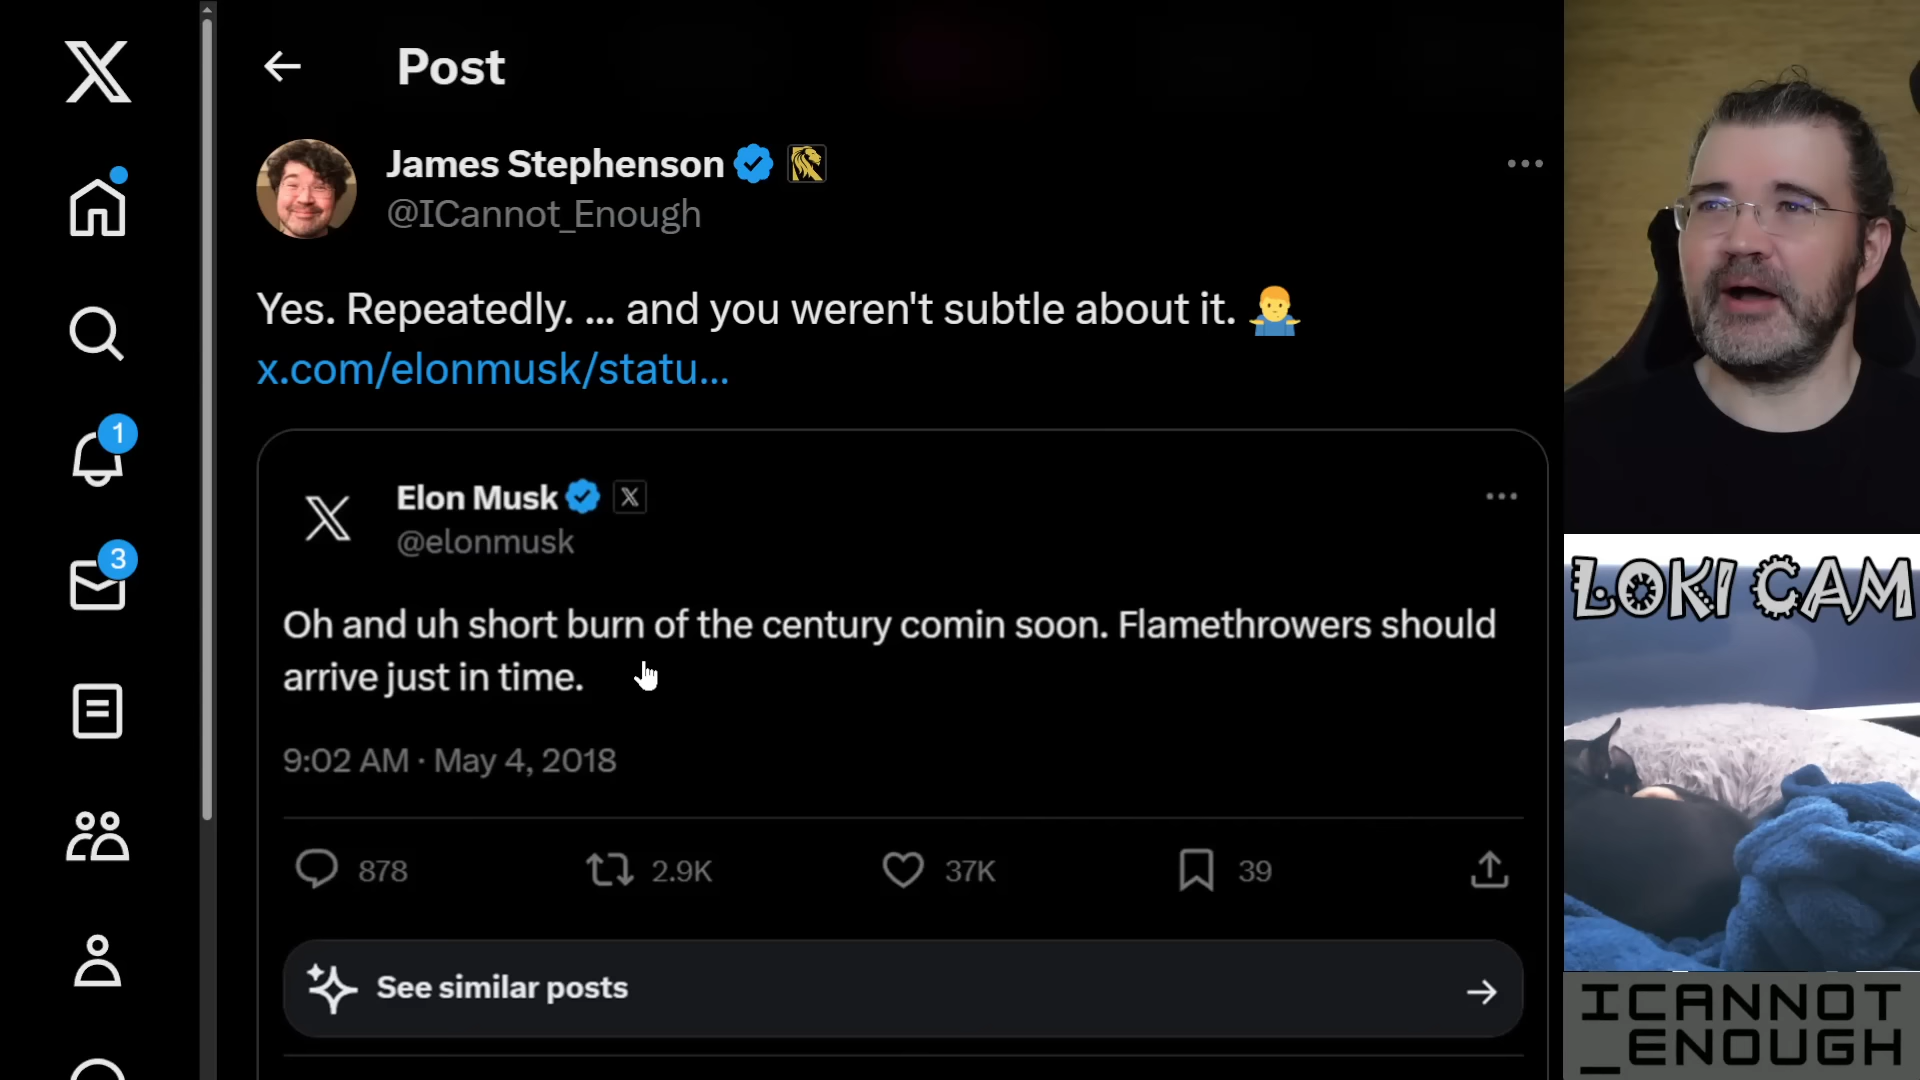 Post
James Stephenson
@ICannot_Enough
Yes. Repeatedly. ... and you weren't subtle about it. 🤷‍♂️
x.com/elonmusk/statu...
1
Elon Musk
@elonmusk
3
Oh and uh short burn of the century comin soon. Flamethrowers should
arrive just in time.
9:02 AM · May 4, 2018
878
2.9K
37K
39
See similar posts
LOKI CAM
ICANNOT
_ENOUGH